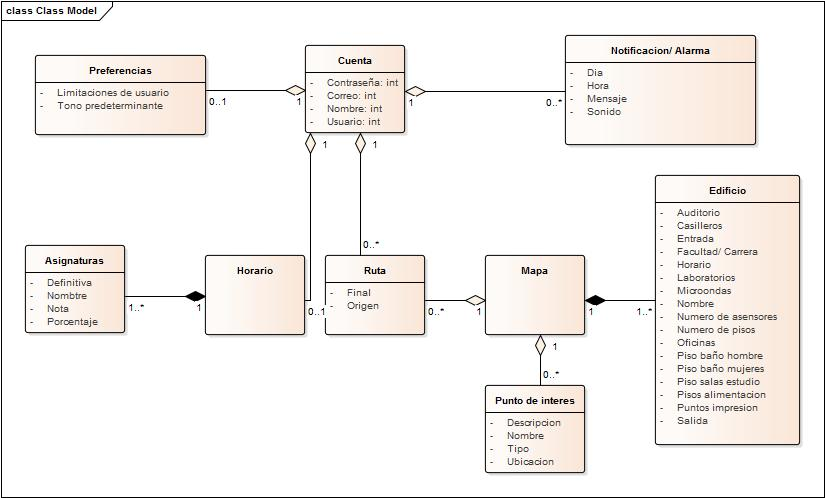 class Class Model
Preferencias
- Limitaciones de usuario
- Tono predeterminante
0..1
1
Cuenta
- Contraseña: int
- Correo: int
- Nombre: int
- Usuario: int
1
0..*
Notificacion/ Alarma
- Dia
- Hora
- Mensaje
- Sonido
1
1
0..*
Asignaturas
- Definitiva
- Nombtre
- Nota
- Porcentaje
1..*
1
Horario
0..1
Ruta
- Final
- Origen
0..*
1
Mapa
1
1..*
Edificio
- Auditorio
- Casilleros
- Entrada
- Facultad/ Carrera
- Horario
- Laboratorios
- Microondas
- Nombre
- Numero de asensores
- Numero de pisos
- Oficinas
- Piso baño hombre
- Piso baño mujeres
- Piso salas estudio
- Pisos alimentacion
- Puntos impresion
- Salida
1
0..*
Punto de interes
- Descripcion
- Nombre
- Tipo
- Ubicacion